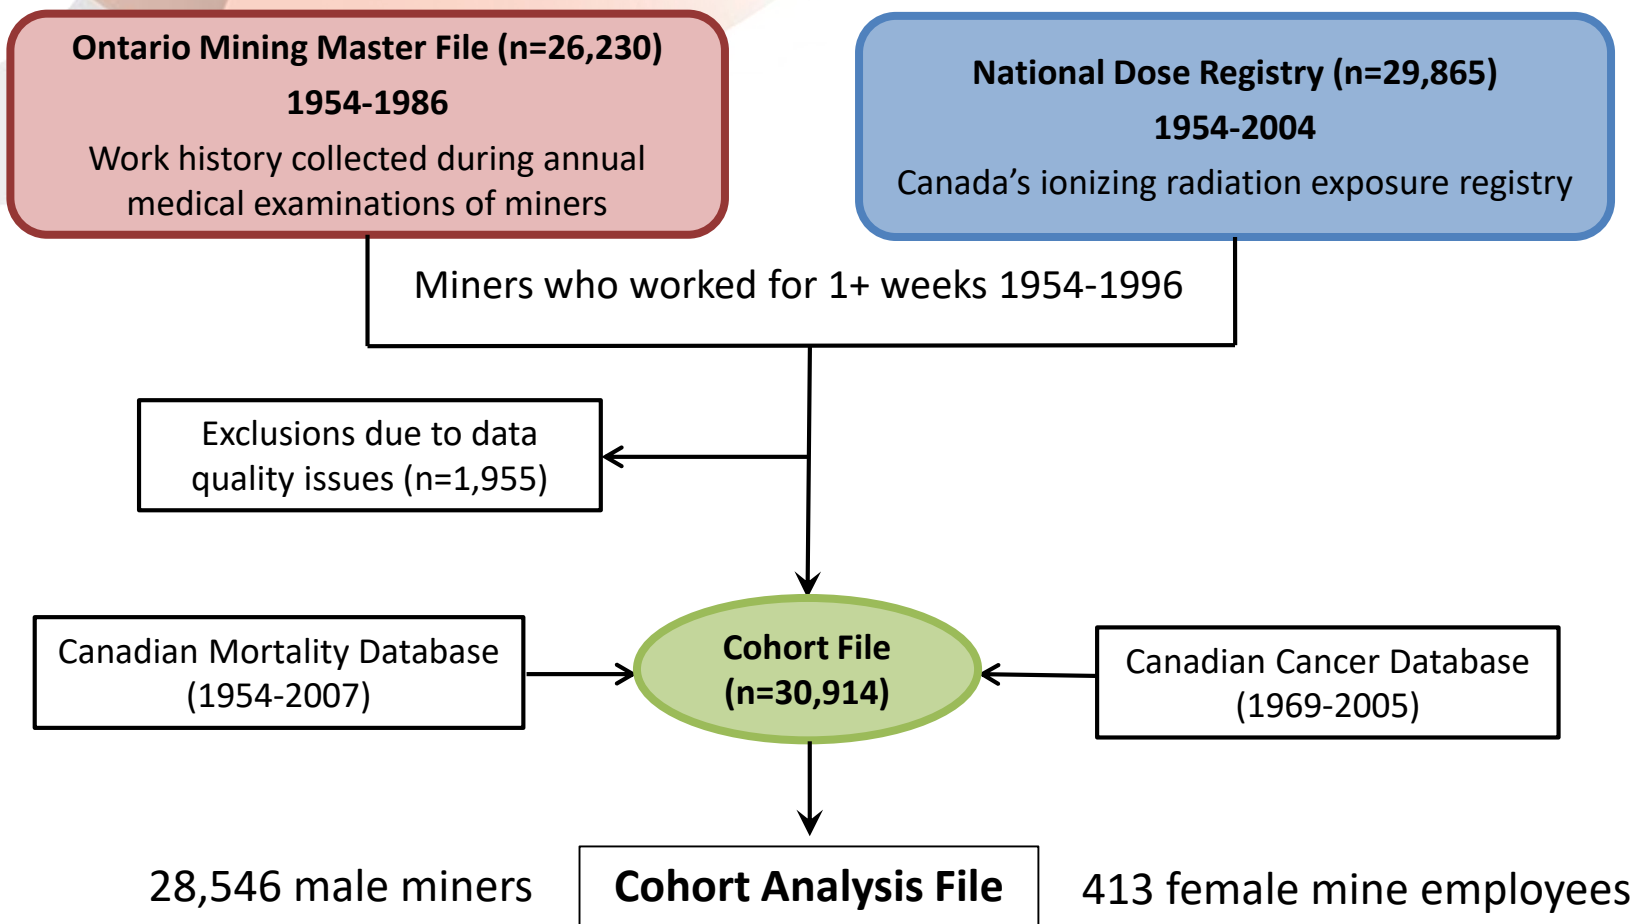 Ontario Mining Master File (n=26,230)
1954-1986
Work history collected during annual
medical examinations of miners
National Dose Registry (n=29,865)
1954-2004
Canada’s ionizing radiation exposure registry
Miners who worked for 1+ weeks 1954-1996
Exclusions due to data
quality issues (n=1,955)
Canadian Mortality Database
(1954-2007)
Cohort File
(n=30,914)
Canadian Cancer Database
(1969-2005)
28,546 male miners
Cohort Analysis File
413 female mine employees